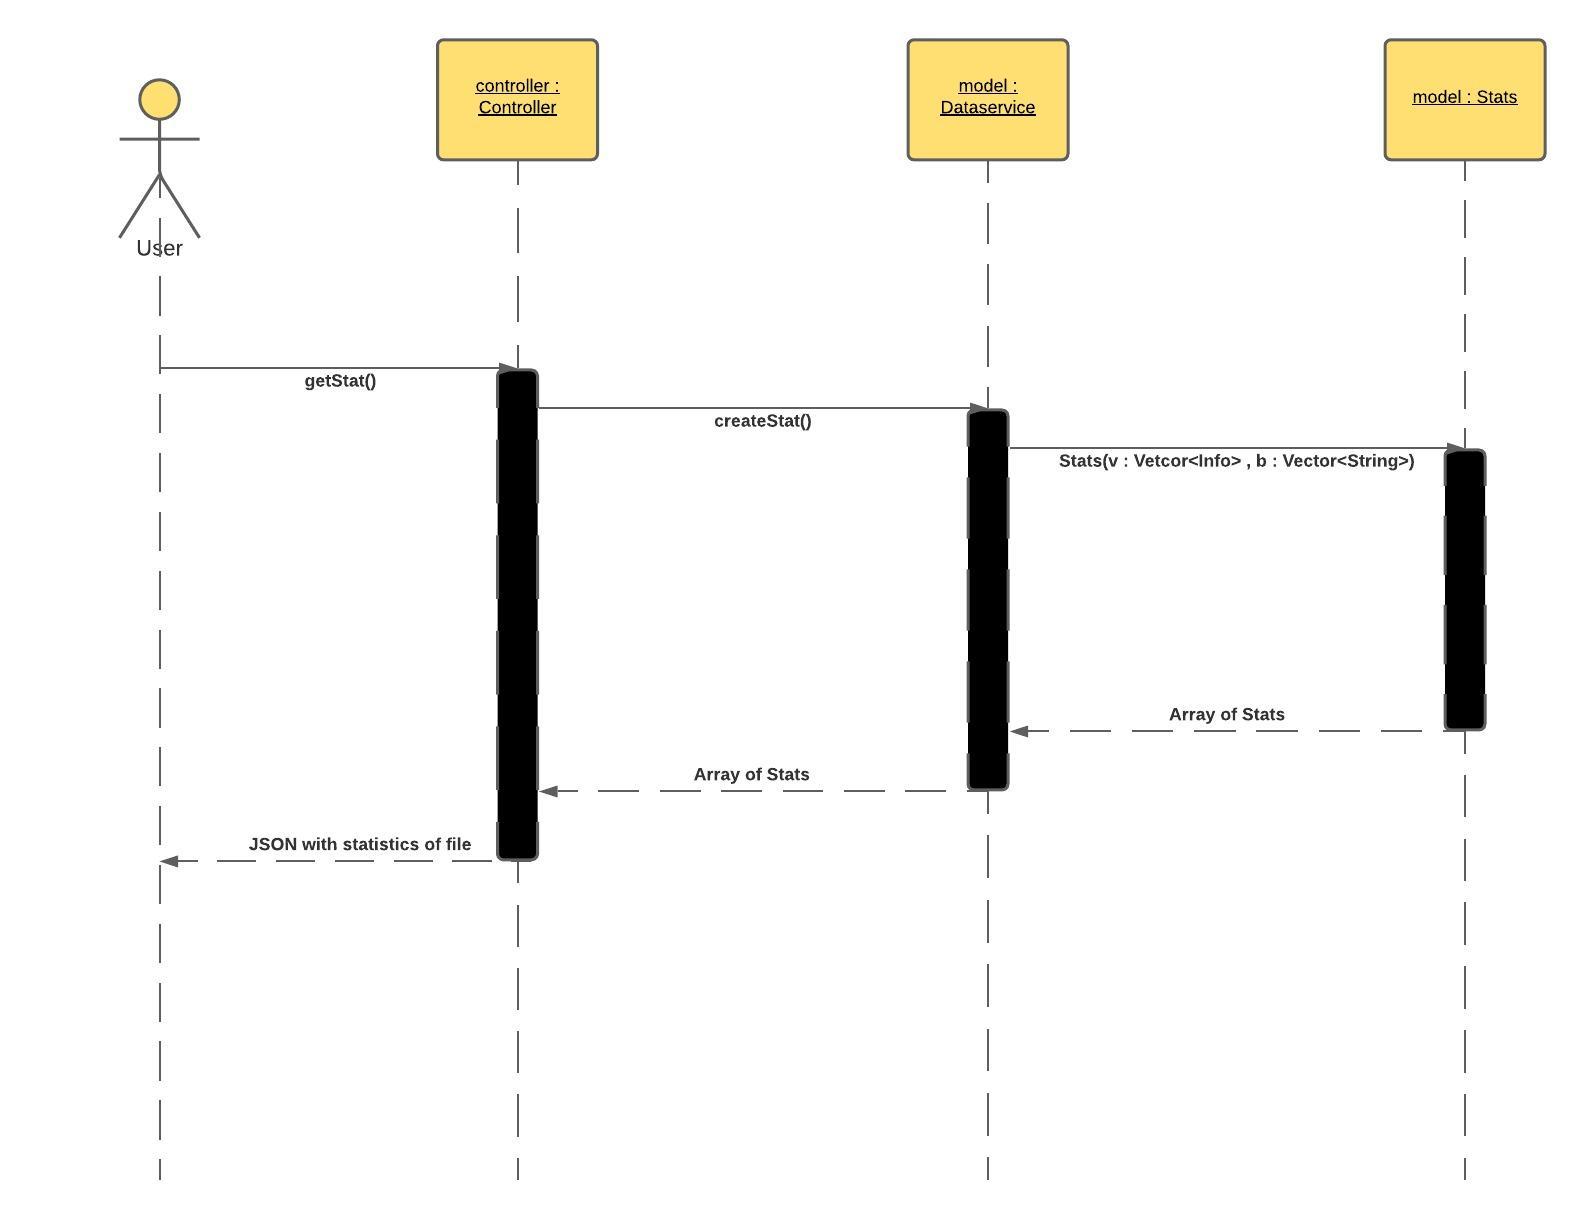 controller :
Controller
model :
Dataservice
model : Stats
User
getStat()
createStat()
Stats(v : Vetcor<Info> , b : Vector<String>)
Array of Stats
Array of Stats
JSON with statistics of file